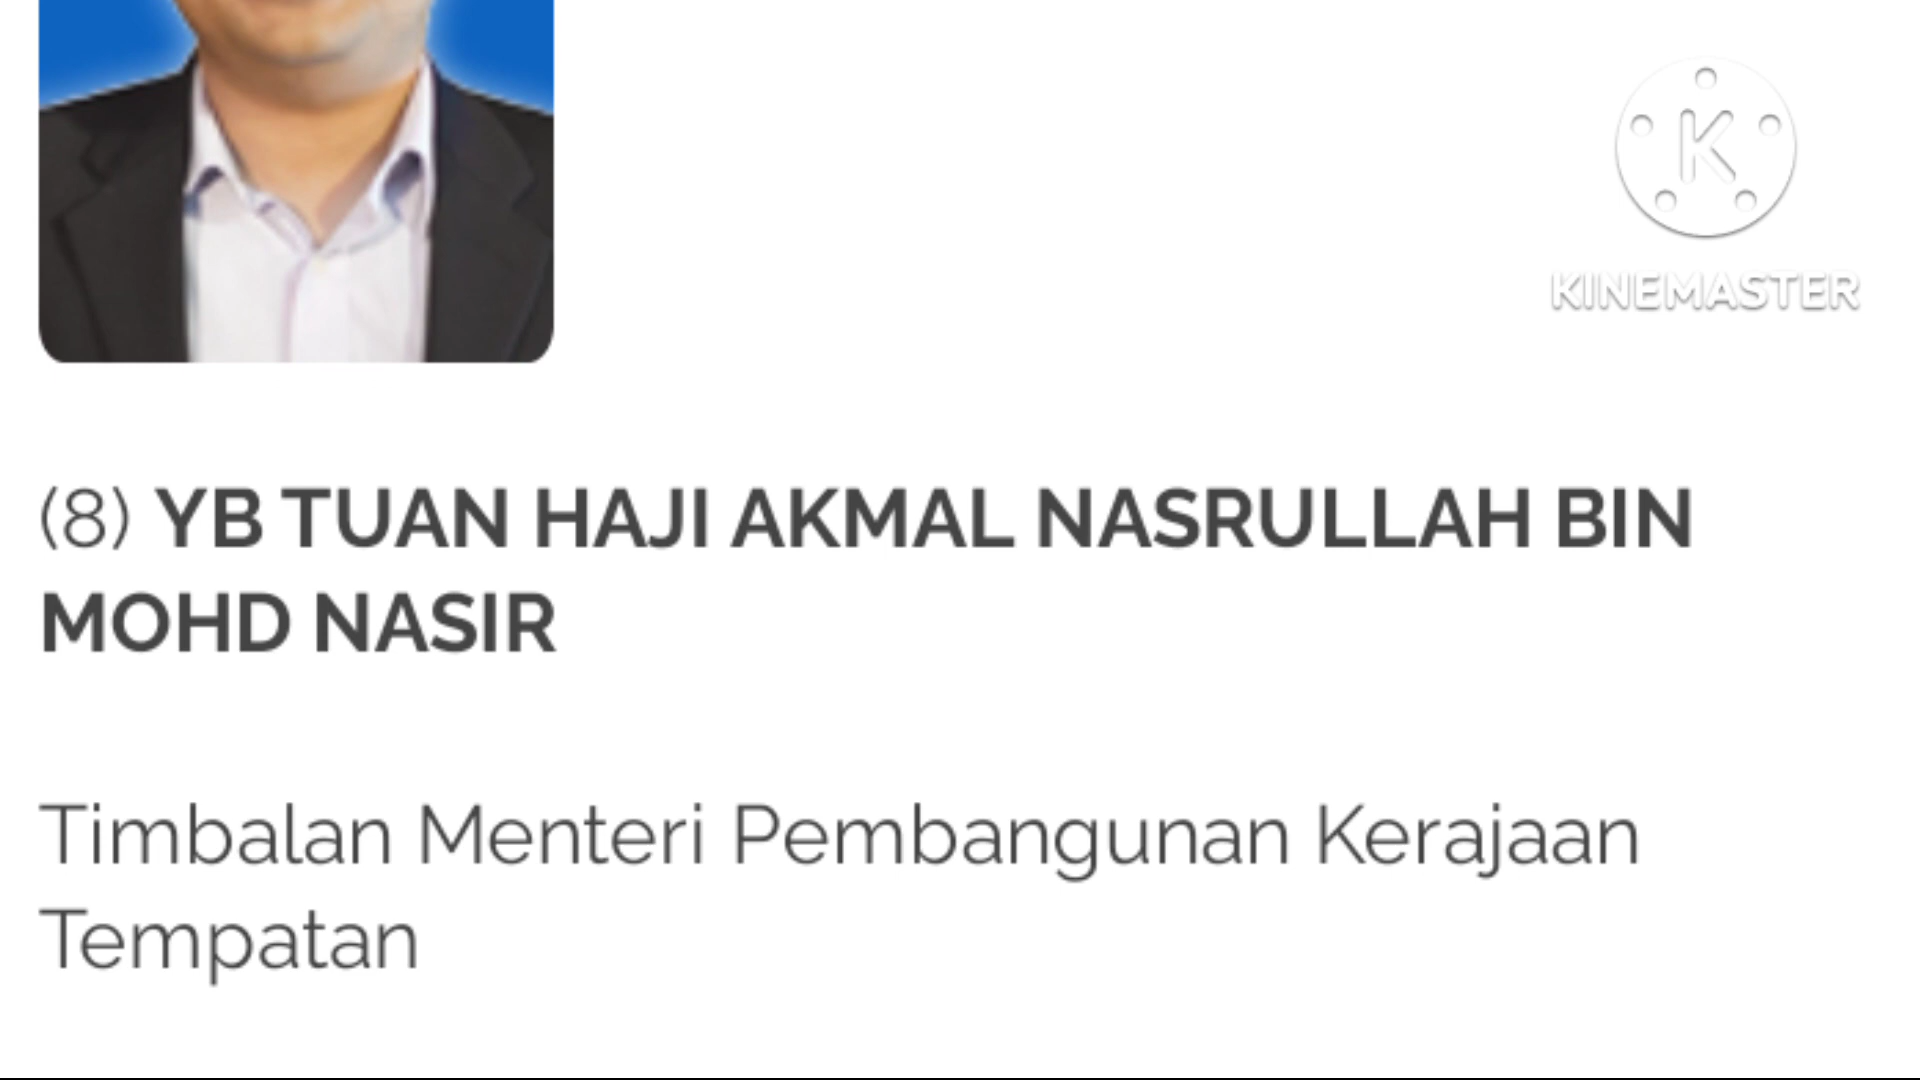 K
KINEMASTER
(8) YB TUAN HAJI AKMAL NASRULLAH BIN
MOHD NASIR
Timbalan Menteri Pembangunan Kerajaan
Tempatan